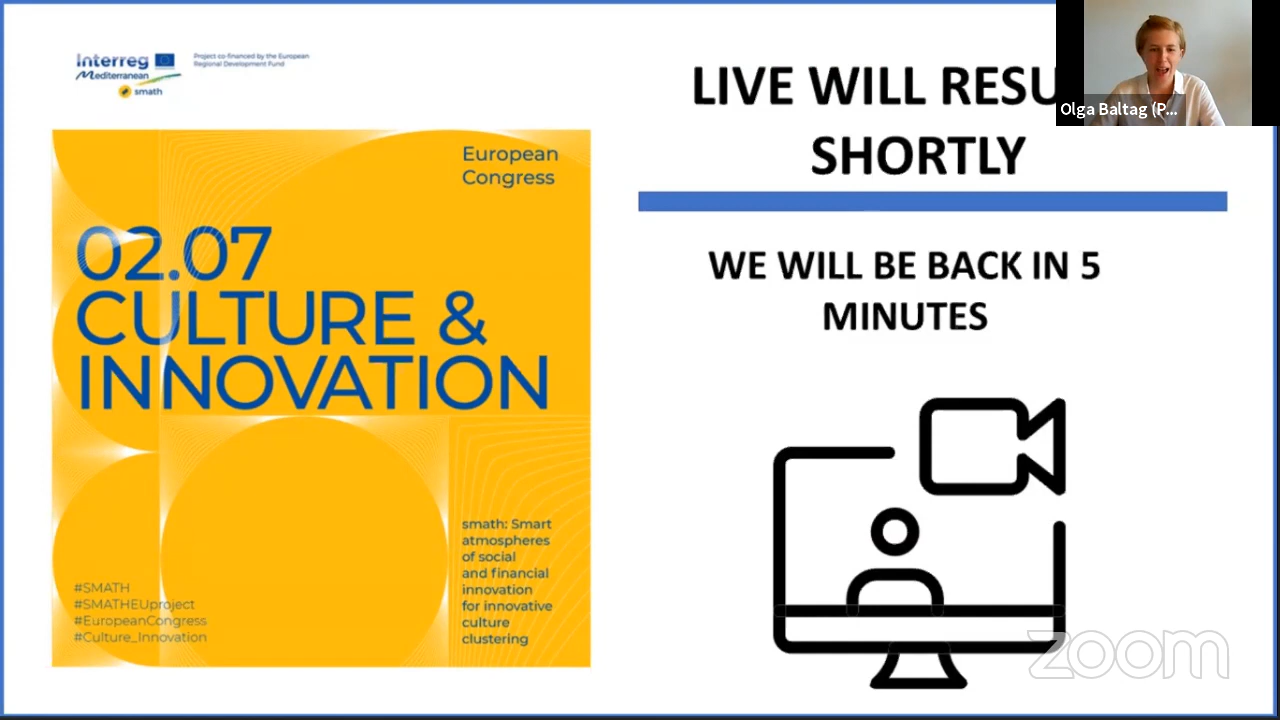 Interreg
Mediterranean
smath
Project co-financed by the European
Regional Development Fund
European
Congress
02.07
CULTURE &
INNOVATION
smath: Smart
atmospheres
of social
and financial
innovation
for innovative
culture
clustering
#SMATH
#SMATHEUproject
#EuropeanCongress
#Culture_Innovation
LIVE WILL RESU
SHORTLY
WE WILL BE BACK IN 5
MINUTES
Olga Baltag (P...
zoom